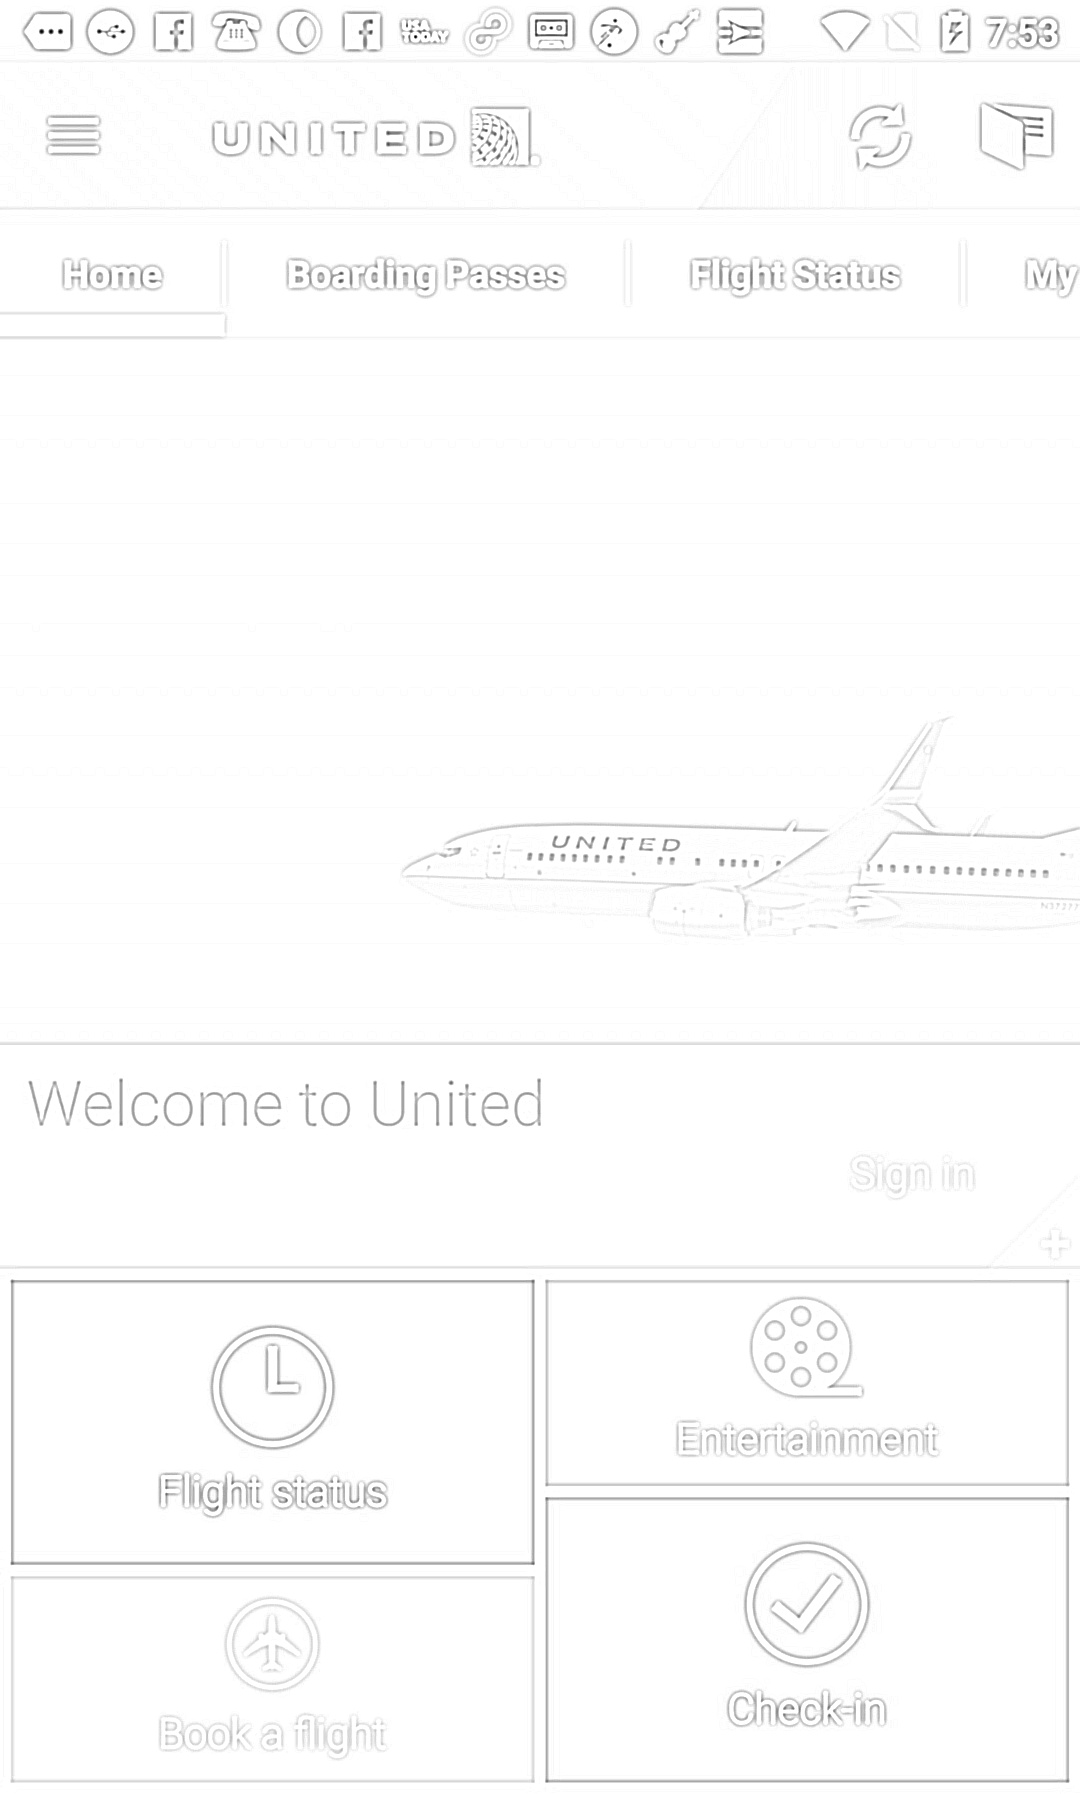 USA TODAY 7:53
UNITED
Home Boarding Passes Flight Status My
UNITED
Welcome to United
Sign in
Flight status
Entertainment
Book a flight
Check-in